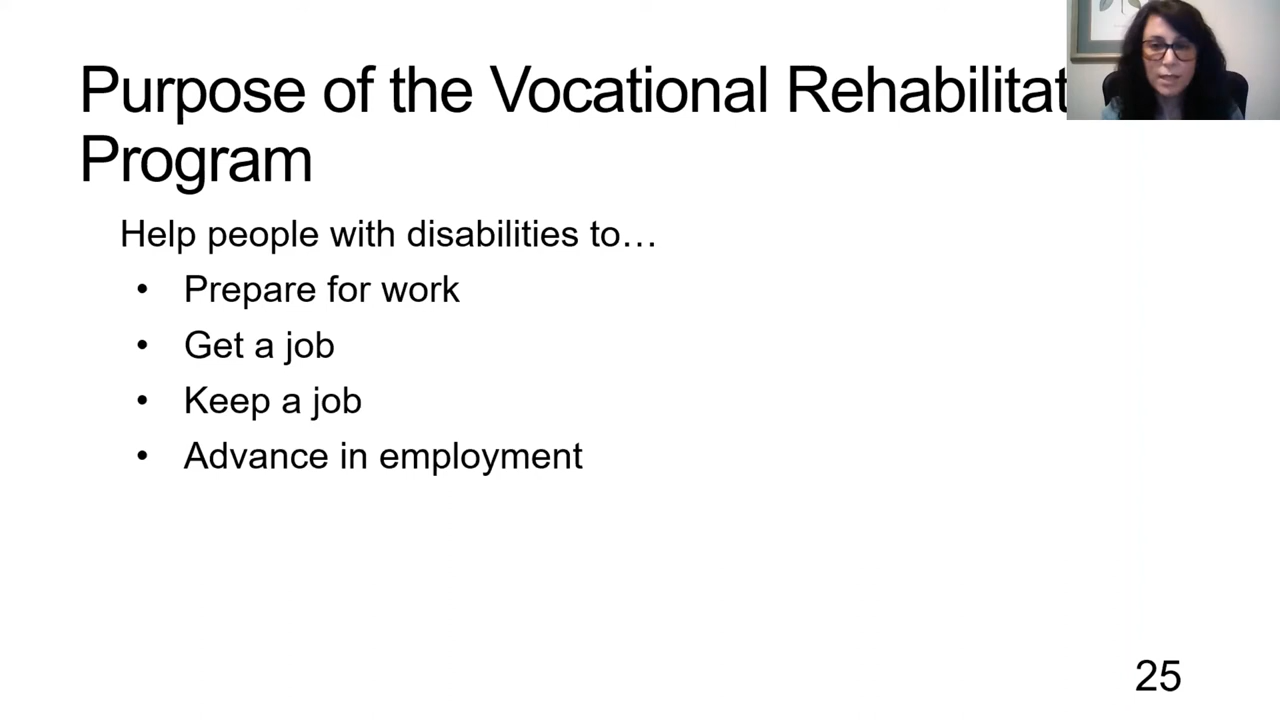 Purpose of the Vocational Rehabilitat
Program
Help people with disabilities to…
• Prepare for work
• Get a job
• Keep a job
• Advance in employment
25